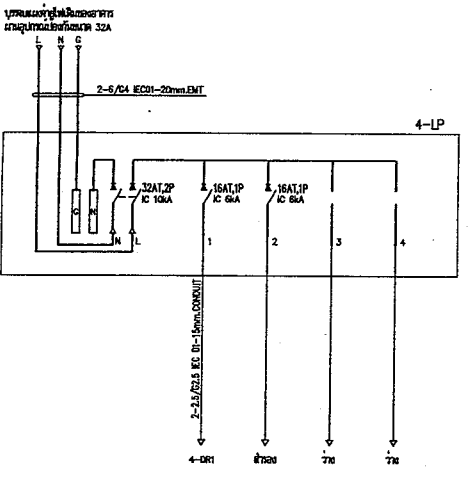 L N G
2-6/G4 IEC01-20mm.EMT
4-LP
32AT,2P
IC 10kA
16AT,1P
IC 6kA
16AT,1P
IC 6kA
G N
N L
1 2 3 4
2-2.5/G2.5 IEC 01-15mm.CONDUIT
4-DR1 สำรอง ว่าง ว่าง